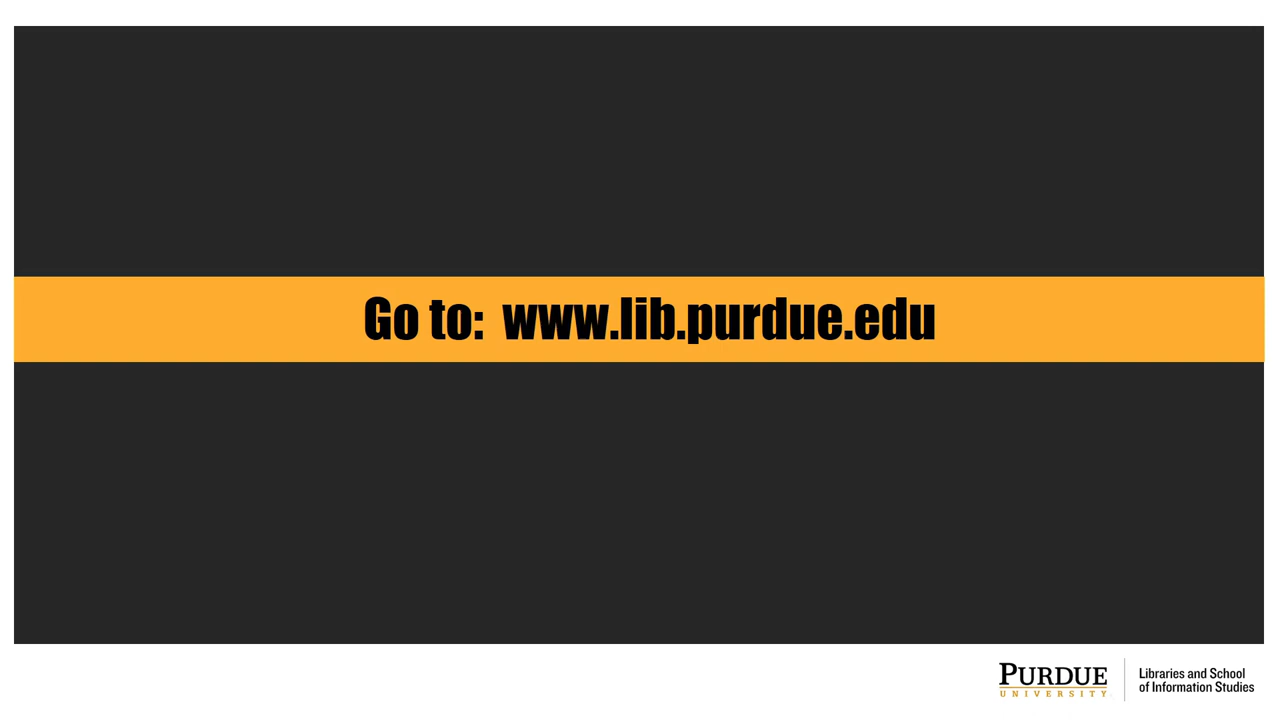 Go to:  www.lib.purdue.edu
PURDUE
UNIVERSITY
Libraries and School
of Information Studies